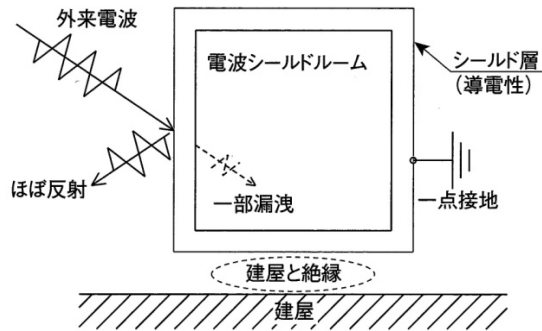 外来電波
電波シールドルーム
シールド層
(導電性)
ほぼ反射
一部漏洩
一点接地
建屋と絶縁
建屋